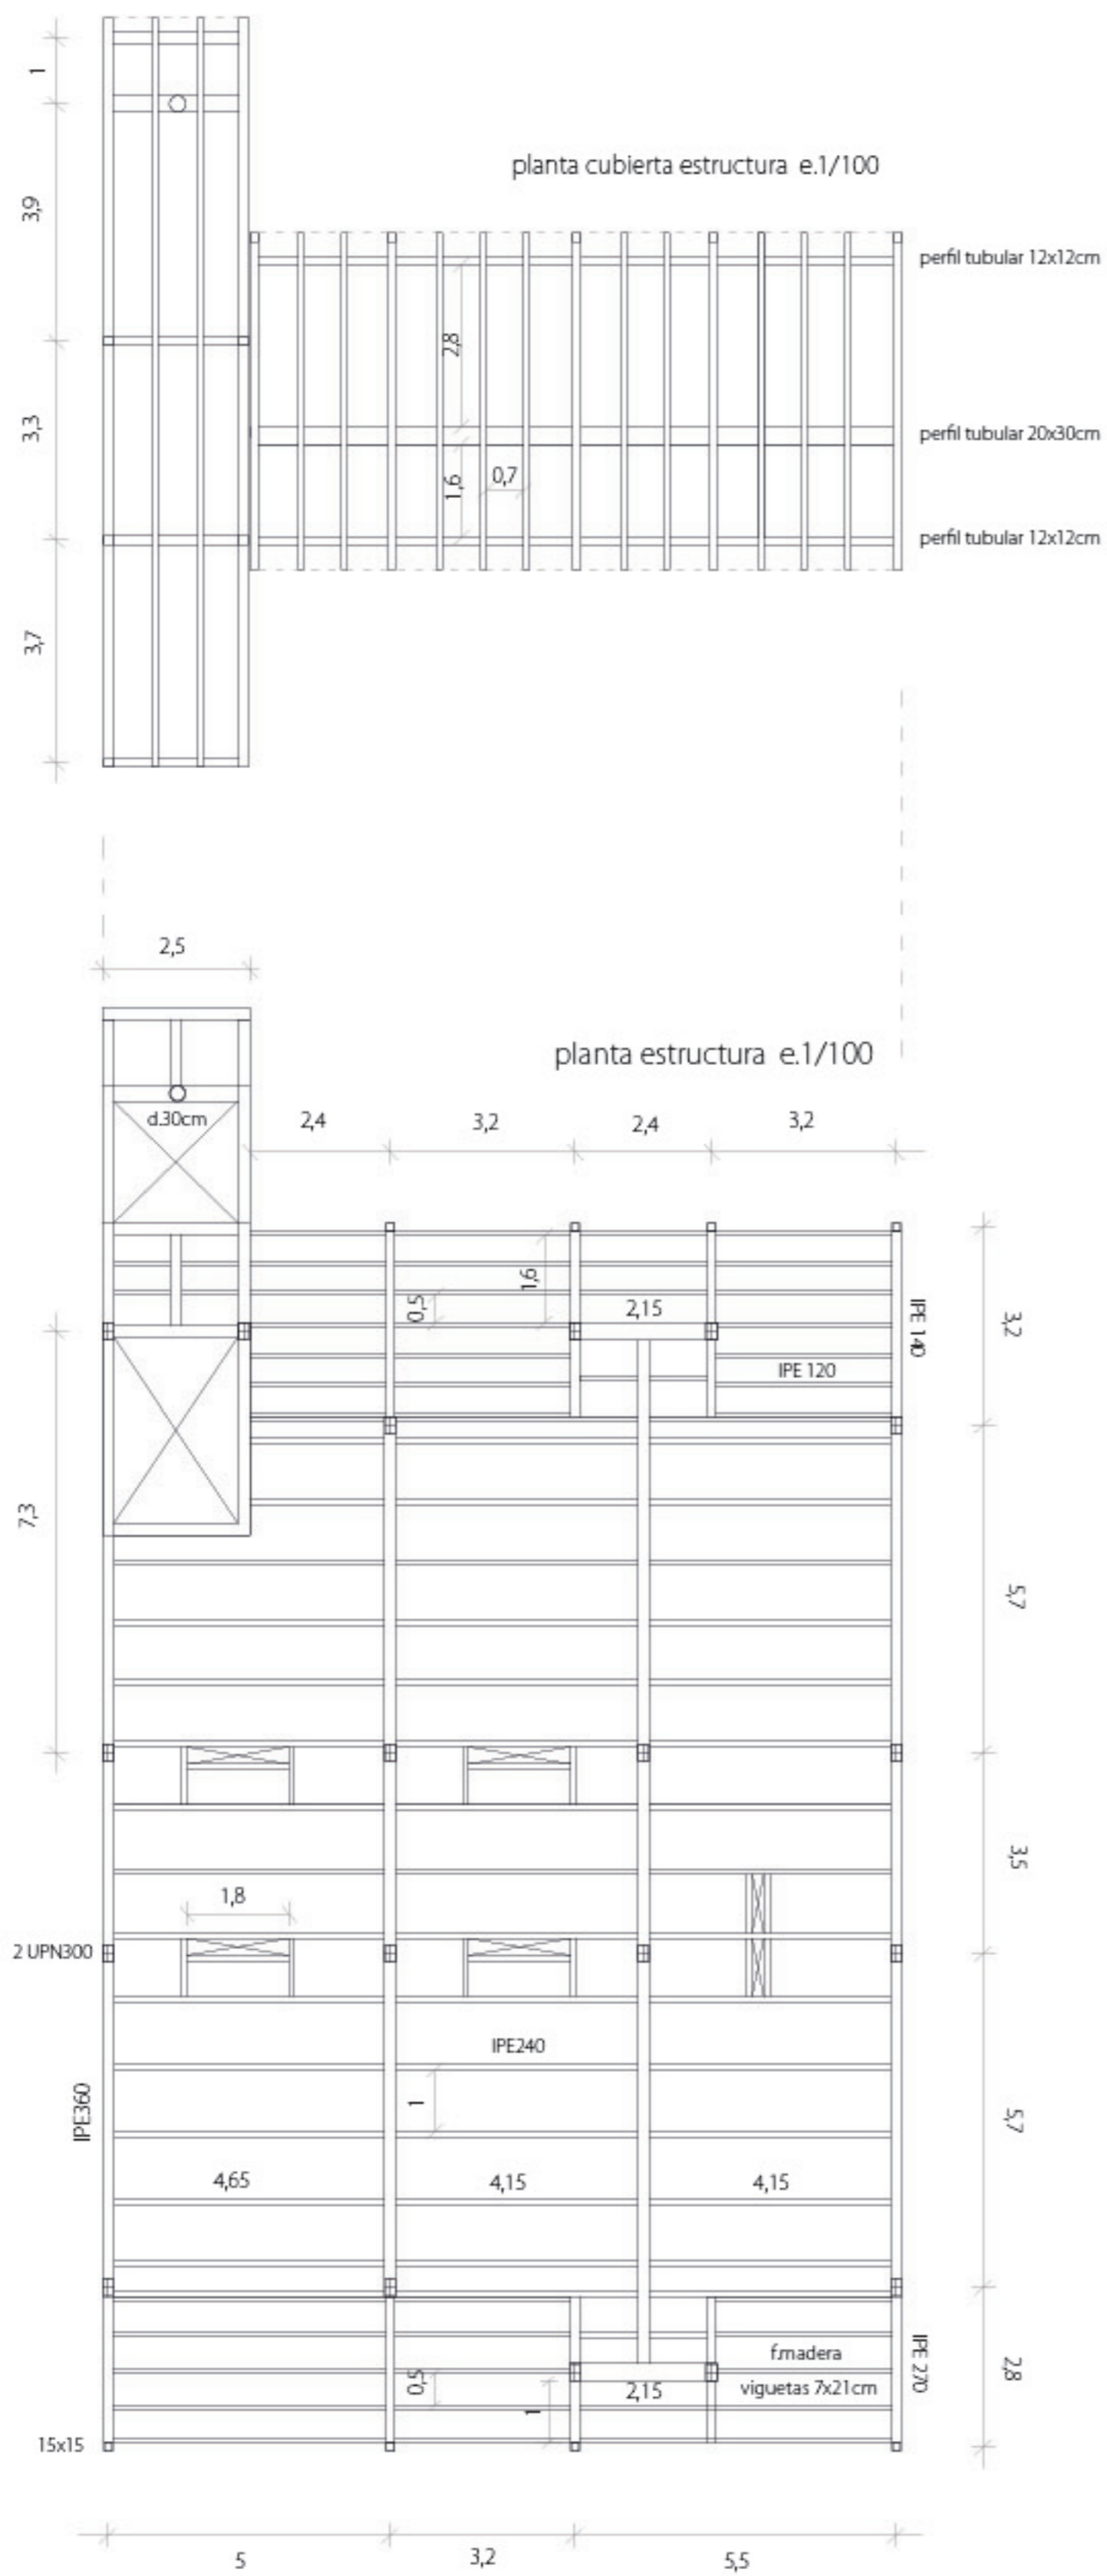 1
planta cubierta estructura e.1/100
3,9
perfil tubular 12x12cm
2,8
3,3
perfil tubular 20x30cm
1,6
0,7
perfil tubular 12x12cm
3,7
2,5
planta estructura e.1/100
d.30cm
2,4
3,2
2,4
3,2
1,6
0,5
2,15
IPE 140
3,2
IPE 120
7,3
5,7
3,5
1,8
2 UPN300
IPE240
IPE360
1
5,7
4,65
4,15
4,15
f.madera
IPE 270
2,8
0,5
viguetas 7x21cm
2,15
1
15x15
5
3,2
5,5